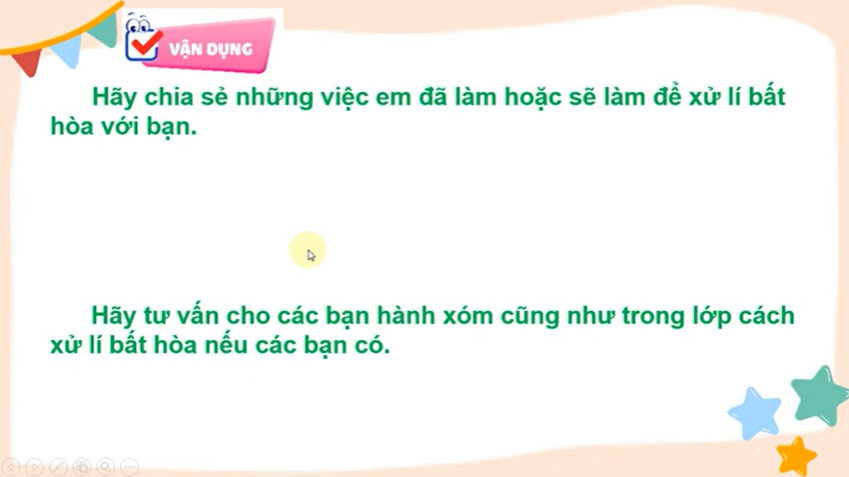 VẬN DỤNG
Hãy chia sẻ những việc em đã làm hoặc sẽ làm để xử lí bất
hòa với bạn.
Hãy tư vấn cho các bạn hành xóm cũng như trong lớp cách
xử lí bất hòa nếu các bạn có.